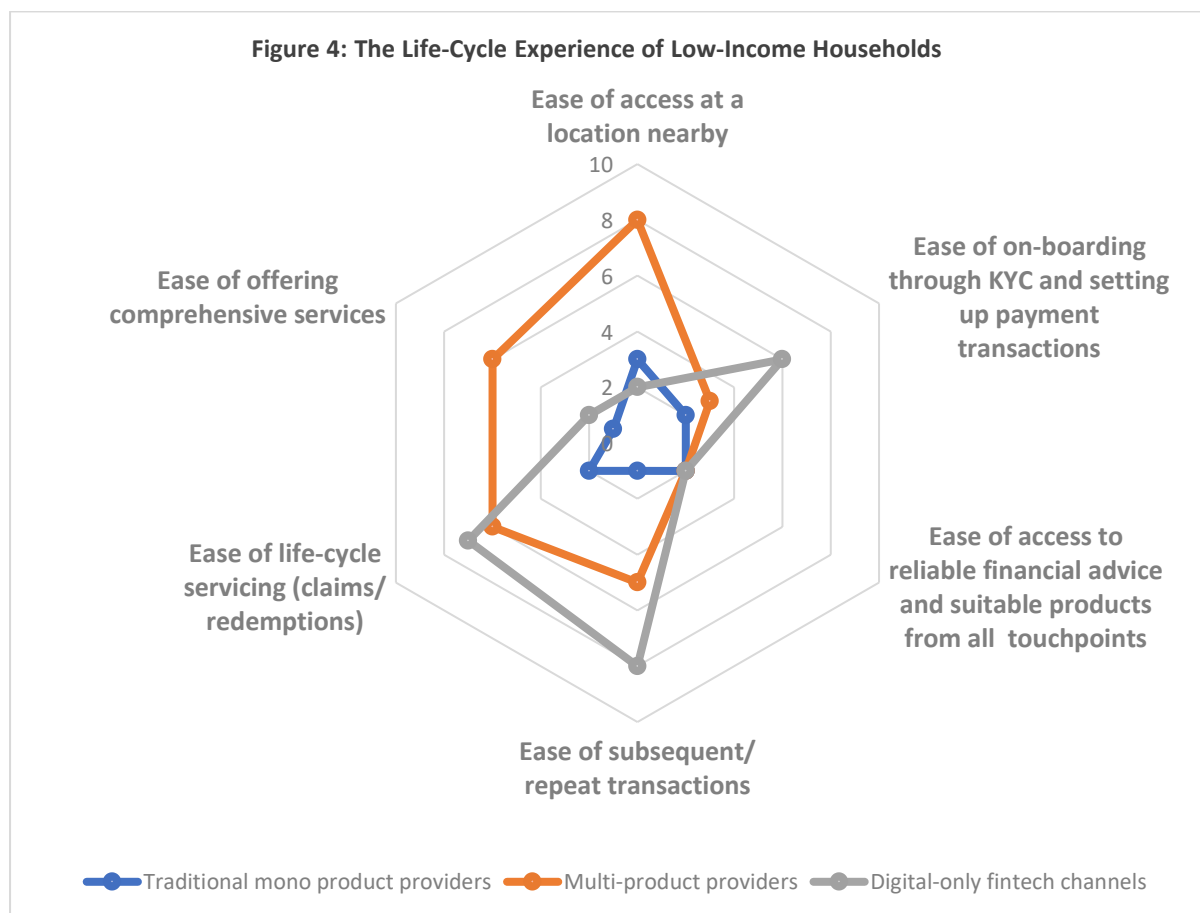 Figure 4: The Life-Cycle Experience of Low-Income Households
Ease of access at a
location nearby
10
8
6
4
2
0
Ease of on-boarding
through KYC and setting
up payment
transactions
Ease of access to
reliable financial advice
and suitable products
from all touchpoints
Ease of subsequent/
repeat transactions
Ease of life-cycle
servicing (claims/
redemptions)
Ease of offering
comprehensive services
Traditional mono product providers
Multi-product providers
Digital-only fintech channels